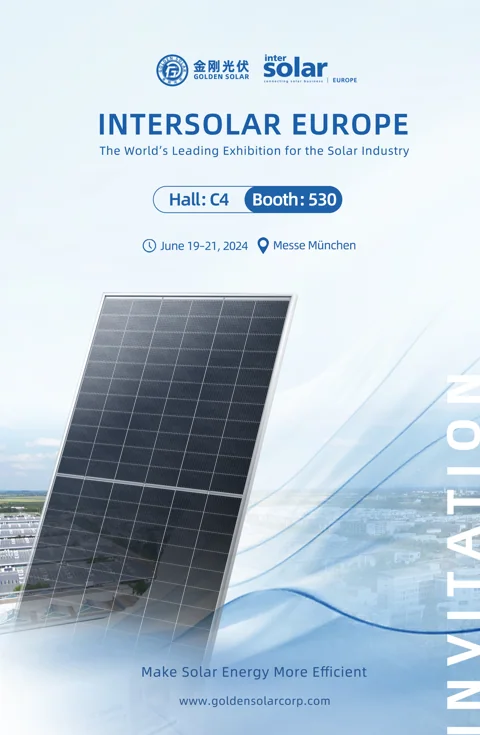 金刚光伏
GOLDEN SOLAR
inter
solar
connecting solar business | EUROPE
INTERSOLAR EUROPE
The World's Leading Exhibition for the Solar Industry
Hall: C4 Booth: 530
June 19-21, 2024 Messe München
INVITATION
Make Solar Energy More Efficient
www.goldensolarcorp.com